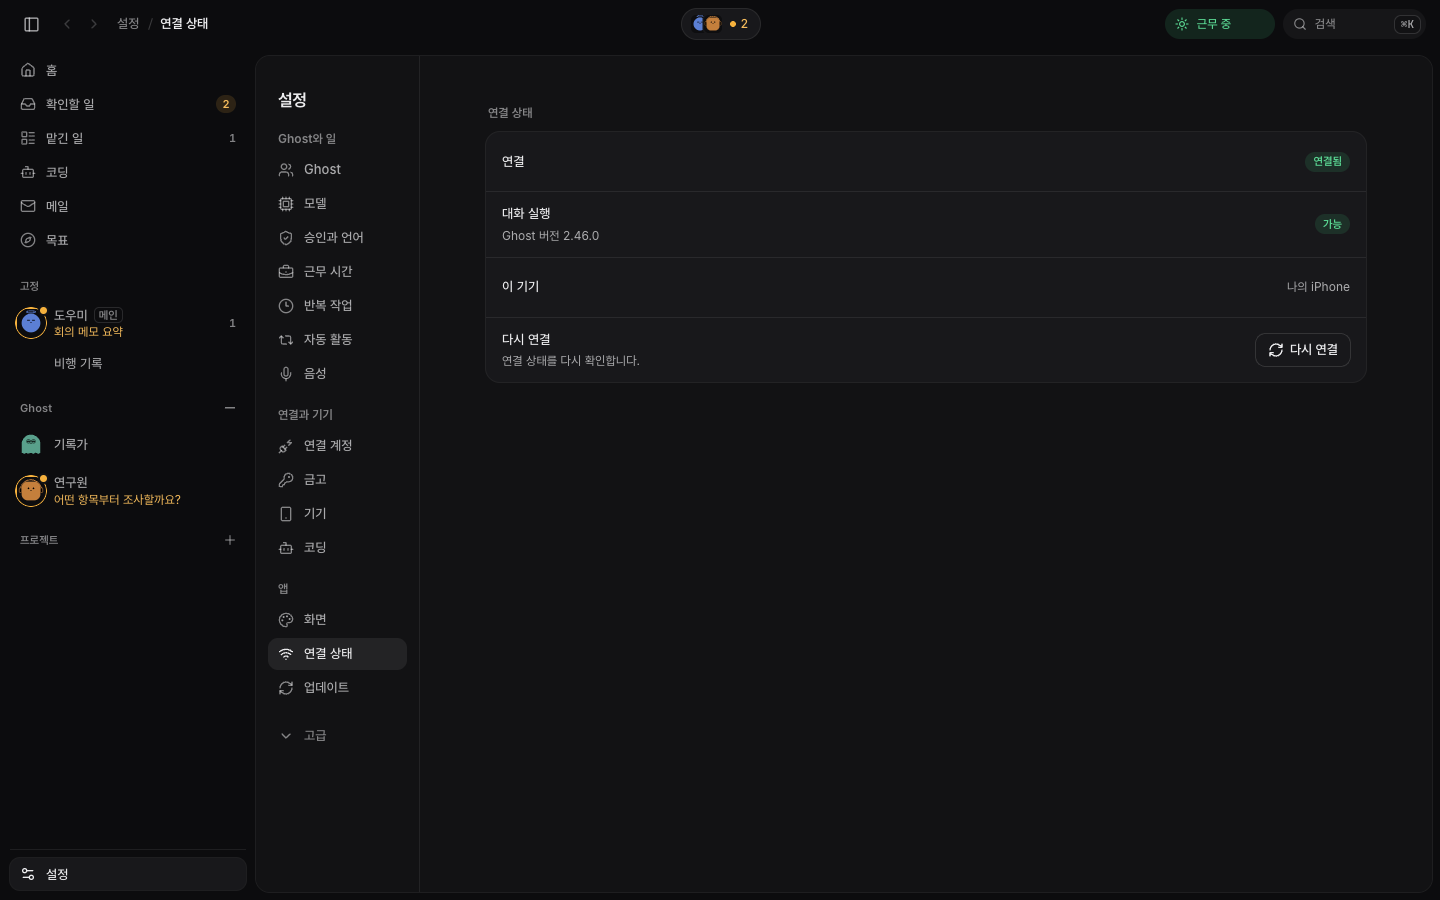 설정 / 연결 상태
2
근무 중
검색
⌘K
홈
확인할 일
2
맡긴 일
1
코딩
메일
목표
고정
도우미 메인
회의 메모 요약
1
비행 기록
Ghost
기록가
연구원
어떤 항목부터 조사할까요?
프로젝트
설정
설정
Ghost와 일
Ghost
모델
승인과 언어
근무 시간
반복 작업
자동 활동
음성
연결과 기기
연결 계정
금고
기기
코딩
앱
화면
연결 상태
업데이트
고급
연결 상태
연결
연결됨
대화 실행
Ghost 버전 2.46.0
가능
이 기기
나의 iPhone
다시 연결
연결 상태를 다시 확인합니다.
다시 연결